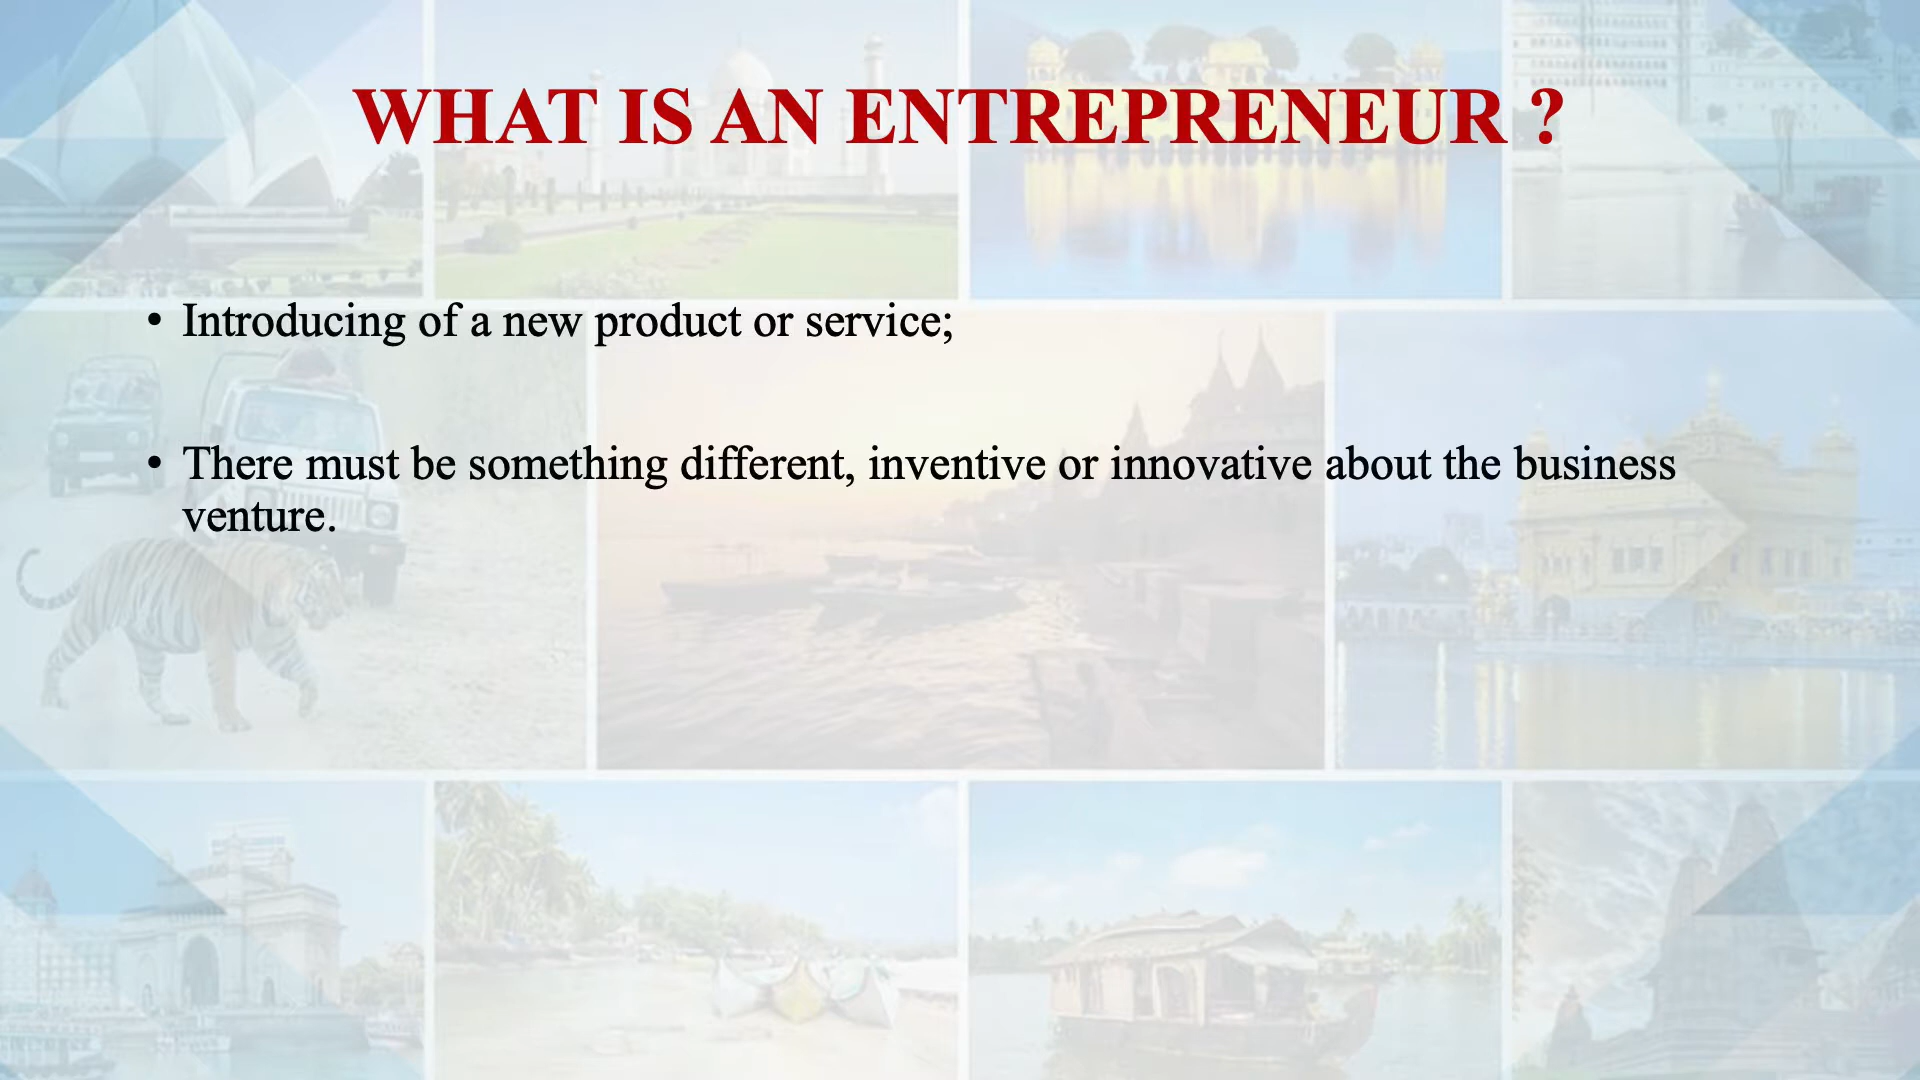 WHAT IS AN ENTREPRENEUR ?
• Introducing of a new product or service;
• There must be something different, inventive or innovative about the business
venture.